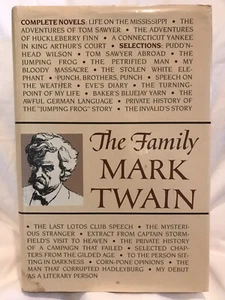 COMPLETE NOVELS: LIFE ON THE MISSISSIPPI • THE
ADVENTURES OF TOM SAWYER • THE ADVENTURES
OF HUCKLEBERRY FINN • A CONNECTICUT YANKEE
IN KING ARTHUR'S COURT • SELECTIONS: PUDD'N-
HEAD WILSON • TOM SAWYER ABROAD • THE
JUMPING FROG • THE PETRIFIED MAN • MY
BLOODY MASSACRE • THE STOLEN WHITE ELE-
PHANT • PUNCH, BROTHERS, PUNCH • SPEECH ON
THE WEATHER • EVE'S DIARY • THE TURNING-
POINT OF MY LIFE • BAKER'S BLUEJAY YARN • THE
AWFUL GERMAN LANGUAGE • PRIVATE HISTORY OF
THE "JUMPING FROG" STORY • THE INVALID'S STORY
The Family
MARK
TWAIN
• THE LAST LOTOS CLUB SPEECH • THE MYSTERI-
OUS STRANGER • EXTRACT FROM CAPTAIN STORM-
FIELD'S VISIT TO HEAVEN • THE PRIVATE HISTORY
OF A CAMPAIGN THAT FAILED • SELECTED CHAP-
TERS FROM THE GILDED AGE • TO THE PERSON SIT-
TING IN DARKNESS • CORN-PONE OPINIONS • THE
MAN THAT CORRUPTED HADLEYBURG • MY DEBUT
AS A LITERARY PERSON